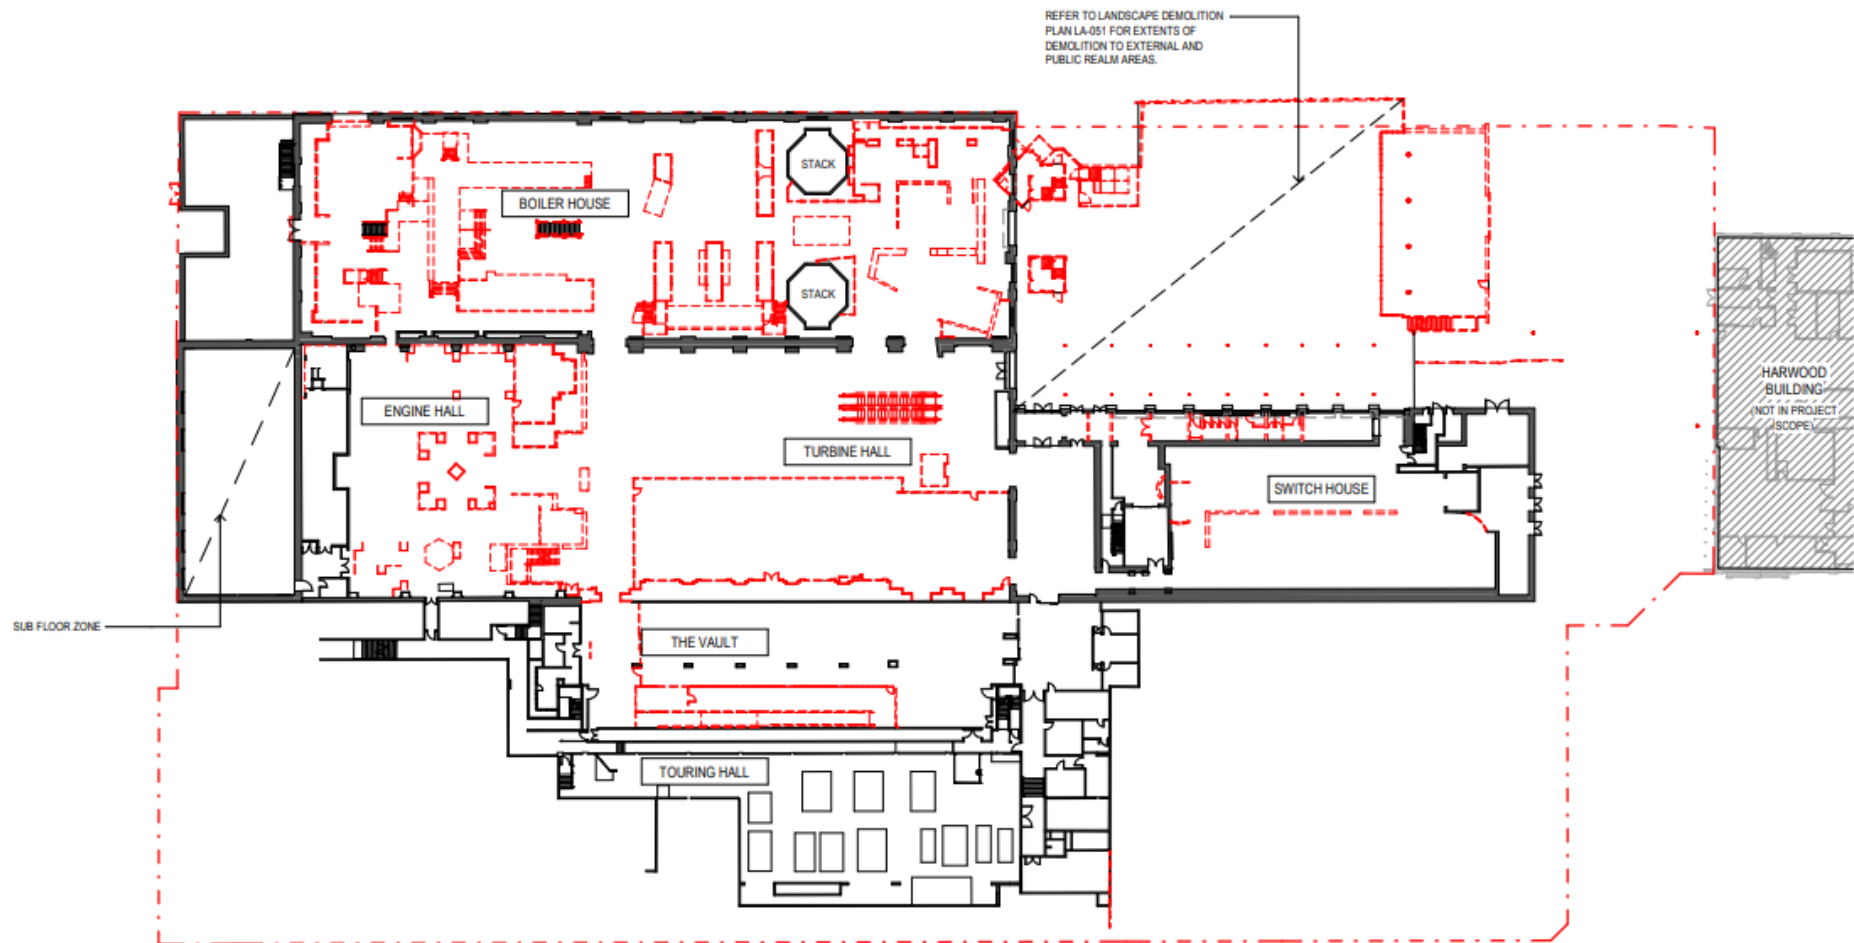 REFER TO LANDSCAPE DEMOLITION
PLAN LA-051 FOR EXTENTS OF
DEMOLITION TO EXTERNAL AND
PUBLIC REALM AREAS.
STACK
BOILER HOUSE
STACK
HARWOOD
BUILDING
(NOT IN PROJECT
SCOPE)
ENGINE HALL
TURBINE HALL
SWITCH HOUSE
SUB FLOOR ZONE
THE VAULT
TOURING HALL